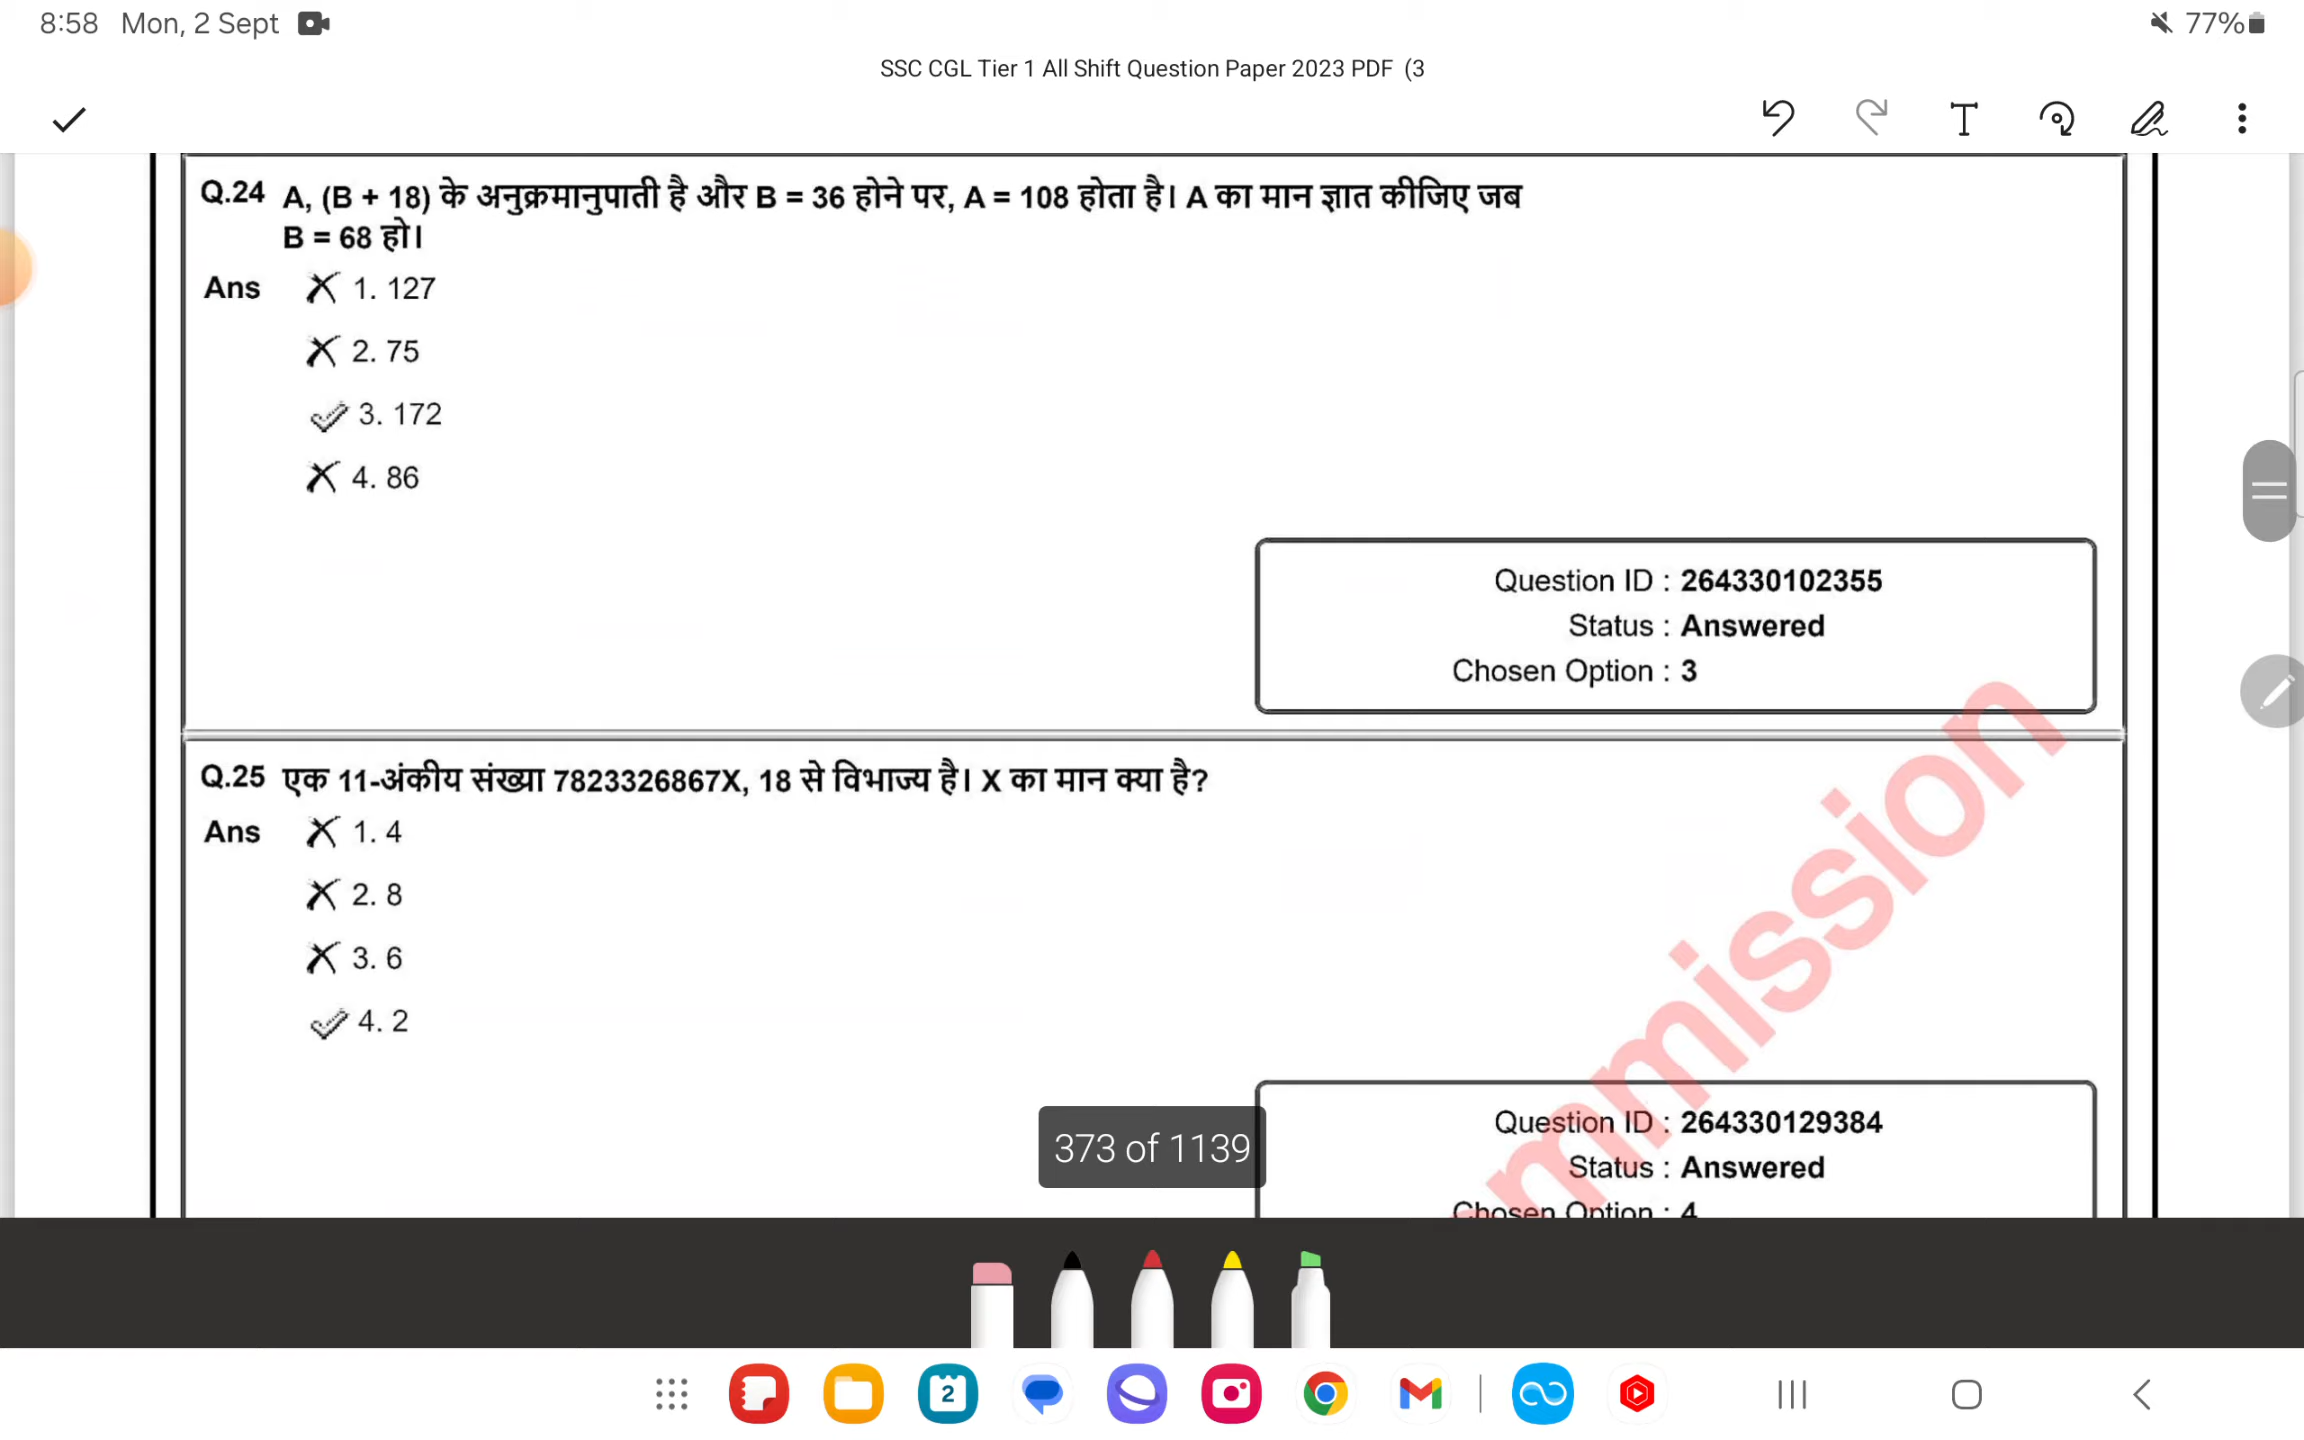 8:58 Mon, 2 Sept
77%
SSC CGL Tier 1 All Shift Question Paper 2023 PDF (3
Q.24 A, (B + 18) के अनुक्रमानुपाती है और B = 36 होने पर, A = 108 होता है। A का मान ज्ञात कीजिए जब
B = 68 हो।
Ans 1. 127
2. 75
3. 172
4. 86
Question ID : 264330102355
Status : Answered
Chosen Option : 3
Q.25 एक 11-अंकीय संख्या 7823326867X, 18 से विभाज्य है। X का मान क्या है?
Ans 1. 4
2. 8
3. 6
4. 2
Question ID : 264330129384
Status : Answered
Chosen Option : 4
mmission
373 of 1139
2